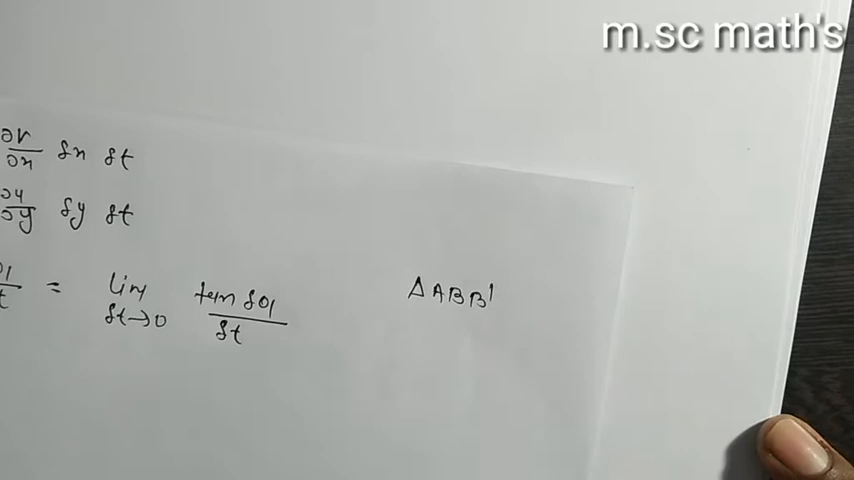 m.sc math's
∂v/∂x δx δt
∂u/∂y δy δt
= lim δt→0 tan δθ1/δt ΔABB'